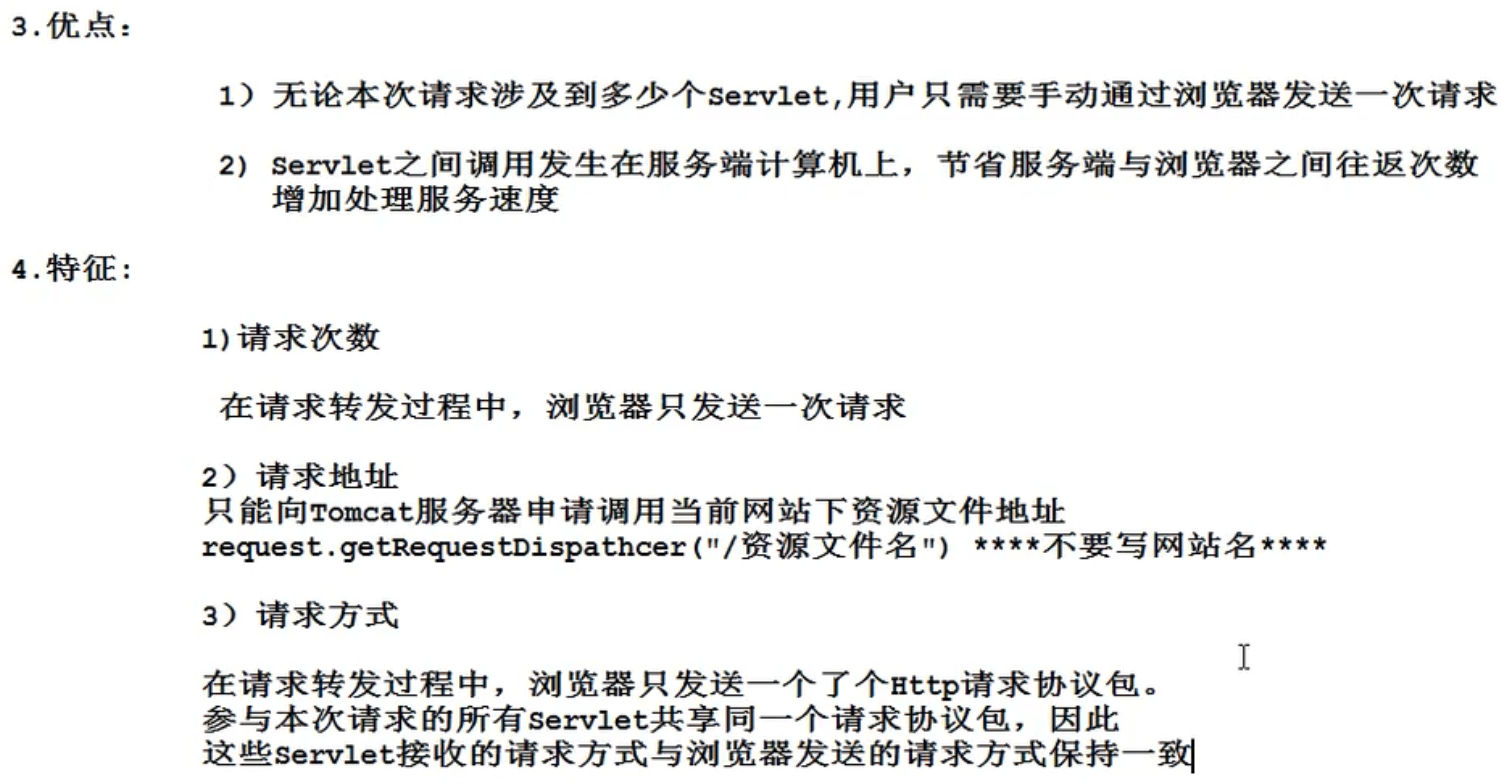 3.优点：
1）无论本次请求涉及到多少个Servlet,用户只需要手动通过浏览器发送一次请求
2) Servlet之间调用发生在服务端计算机上，节省服务端与浏览器之间往返次数
增加处理服务速度
4.特征:
1)请求次数
在请求转发过程中，浏览器只发送一次请求
2）请求地址
只能向Tomcat服务器申请调用当前网站下资源文件地址
request.getRequestDispathcer("/资源文件名") ****不要写网站名****
3）请求方式
在请求转发过程中，浏览器只发送一个了个Http请求协议包。
参与本次请求的所有Servlet共享同一个请求协议包，因此
这些Servlet接收的请求方式与浏览器发送的请求方式保持一致